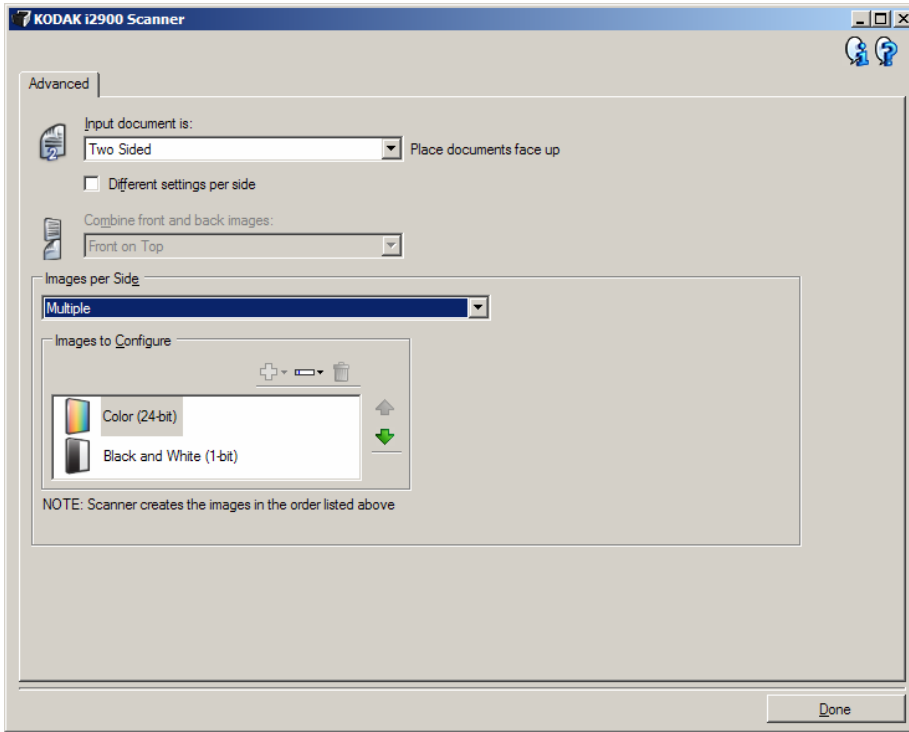 KODAK i2900 Scanner
Advanced
Input document is:
Two Sided
Place documents face up
Different settings per side
Combine front and back images:
Front on Top
Images per Side
Multiple
Images to Configure
Color (24-bit)
Black and White (1-bit)
NOTE: Scanner creates the images in the order listed above
Done